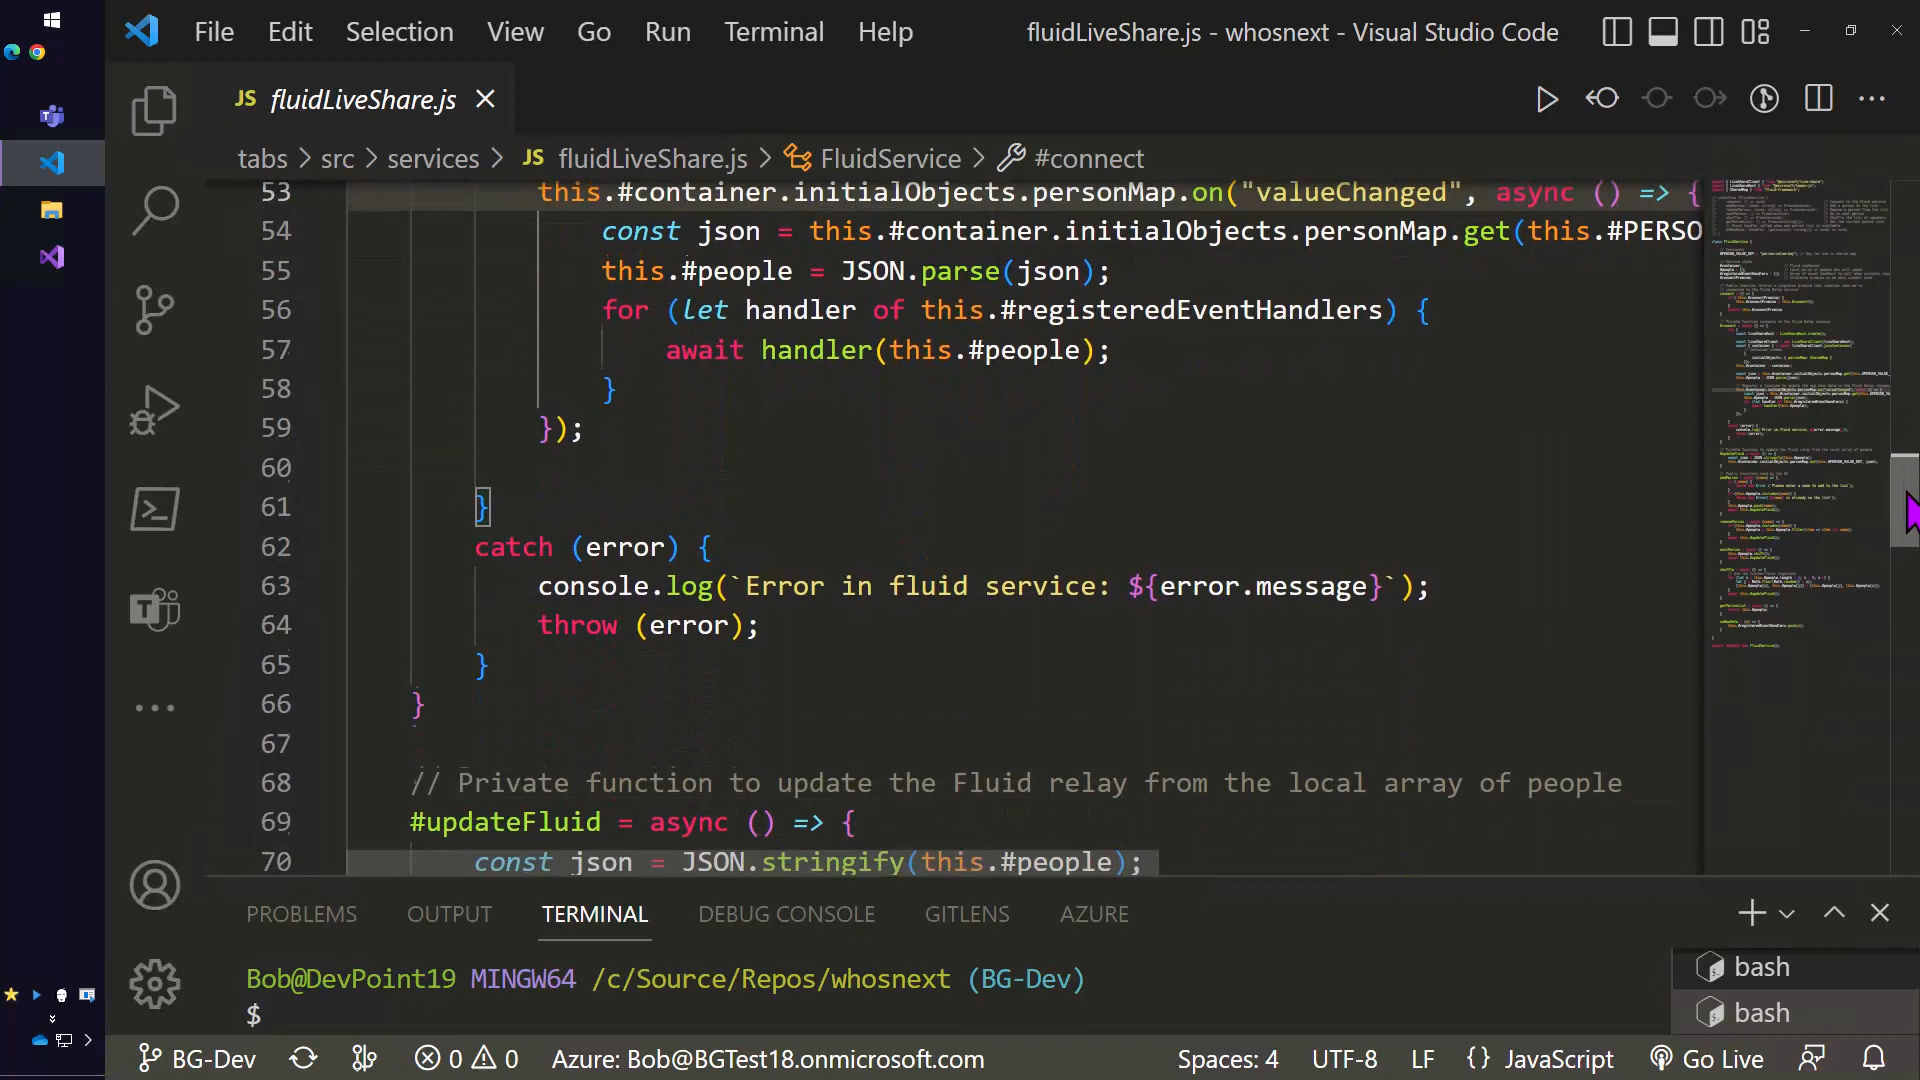 File Edit Selection View Go Run Terminal Help fluidLiveShare.js - whosnext - Visual Studio Code
JS fluidLiveShare.js
tabs > src > services > JS fluidLiveShare.js > FluidService > #connect
53 this.#container.initialObjects.personMap.on("valueChanged", async () => {
54 const json = this.#container.initialObjects.personMap.get(this.#PERSO
55 this.#people = JSON.parse(json);
56 for (let handler of this.#registeredEventHandlers) {
57 await handler(this.#people);
58 }
59 });
60
61 }
62 catch (error) {
63 console.log(`Error in fluid service: ${error.message}`);
64 throw (error);
65 }
66 }
67
68 // Private function to update the Fluid relay from the local array of people
69 #updateFluid = async () => {
70 const json = JSON.stringify(this.#people);
PROBLEMS OUTPUT TERMINAL DEBUG CONSOLE GITLENS AZURE
Bob@DevPoint19 MINGW64 /c/Source/Repos/whosnext (BG-Dev)
$
bash
bash
BG-Dev 0 0 Azure: Bob@BGTest18.onmicrosoft.com Spaces: 4 UTF-8 LF {} JavaScript Go Live